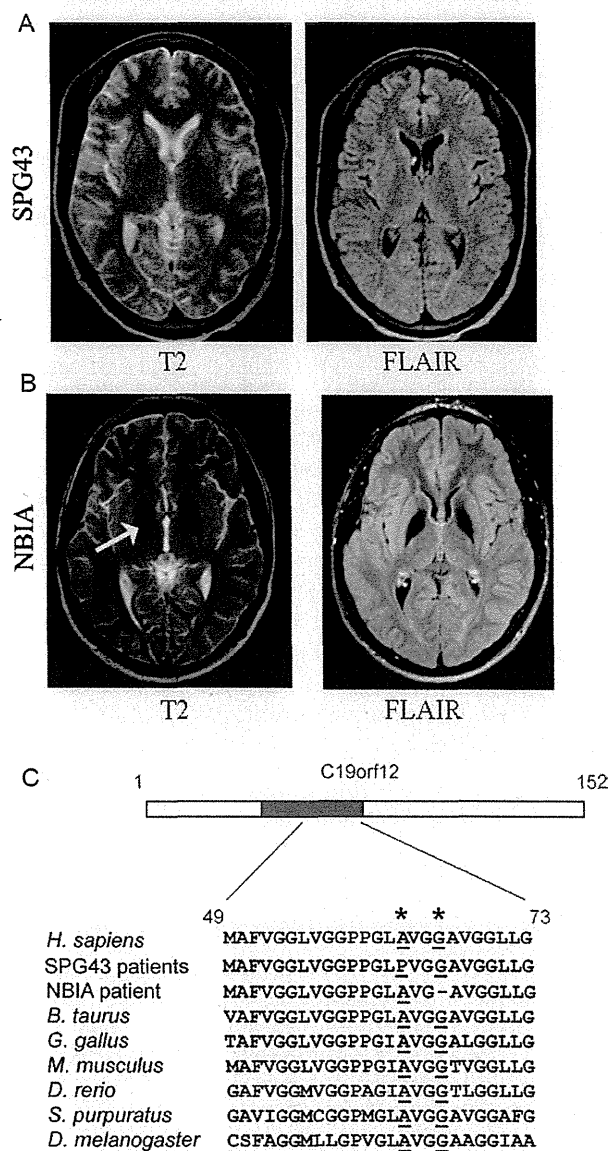 A
SPG43
T2 FLAIR
B
NBIA
T2 FLAIR
C
C19orf12
1 152
49 * * 73
H. sapiens MAFVGGLVGGPPGLAVGGAVGGLLG
SPG43 patients MAFVGGLVGGPPGLPVGGAVGGLLG
NBIA patient MAFVGGLVGGPPGLAVG-AVGGLLG
B. taurus VAFVGGLVGGPPGLAVGGAVGGLLG
G. gallus TAFVGGLVGGPPGIAVGGALGGLLG
M. musculus MAFVGGLVGGPPGIAVGGTVGGLLG
D. rerio GAFVGGMVGGPAGIAVGGTLGGLLG
S. purpuratus GAVIGGMCGGPMGLAVGGAVGGAFG
D. melanogaster CSFAGGMLLGPVGLAVGGAAGGIAA